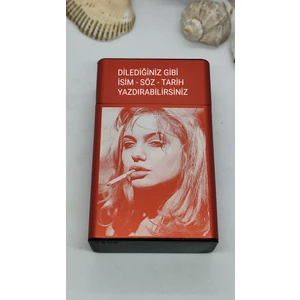 DİLEDİĞİNİZ GİBİ
İSİM - SÖZ - TARİH
YAZDIRABİLİRSİNİZ